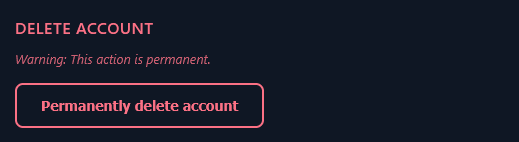 DELETE ACCOUNT
Warning: This action is permanent.
Permanently delete account